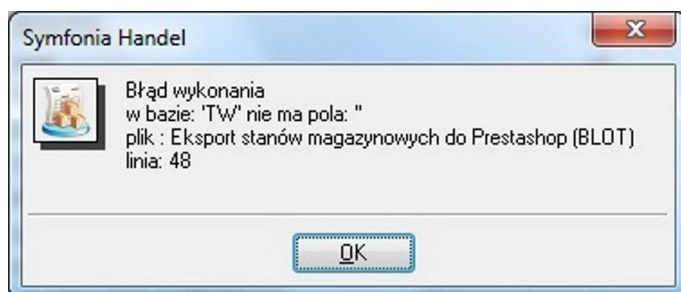 Symfonia Handel
Błąd wykonania
w bazie: 'TW' nie ma pola: ''
plik : Eksport stanów magazynowych do Prestashop (BLOT)
linia: 48
OK